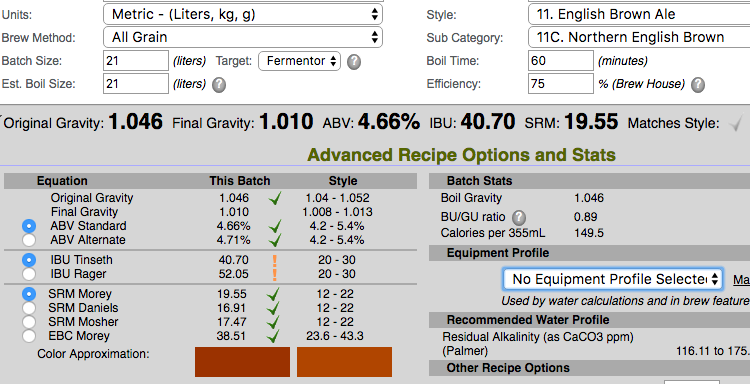 Units: Metric - (Liters, kg, g) Style: 11. English Brown Ale
Brew Method: All Grain Sub Category: 11C. Northern English Brown
Batch Size: 21 (liters) Target: Fermentor ? Boil Time: 60 (minutes)
Est. Boil Size: 21 (liters) ? Efficiency: 75 % (Brew House) ?
Original Gravity: 1.046 Final Gravity: 1.010 ABV: 4.66% IBU: 40.70 SRM: 19.55 Matches Style:
Advanced Recipe Options and Stats
Equation This Batch Style
Original Gravity 1.046 1.04 - 1.052
Final Gravity 1.010 1.008 - 1.013
ABV Standard 4.66% 4.2 - 5.4%
ABV Alternate 4.71% 4.2 - 5.4%
IBU Tinseth 40.70 20 - 30
IBU Rager 52.05 20 - 30
SRM Morey 19.55 12 - 22
SRM Daniels 16.91 12 - 22
SRM Mosher 17.47 12 - 22
EBC Morey 38.51 23.6 - 43.3
Color Approximation:
Batch Stats
Boil Gravity 1.046
BU/GU ratio ? 0.89
Calories per 355mL 149.5
Equipment Profile
No Equipment Profile Selecte Ma
Used by water calculations and in brew feature
Recommended Water Profile
Residual Alkalinity (as CaCO3 ppm)
(Palmer) 116.11 to 175.
Other Recipe Options